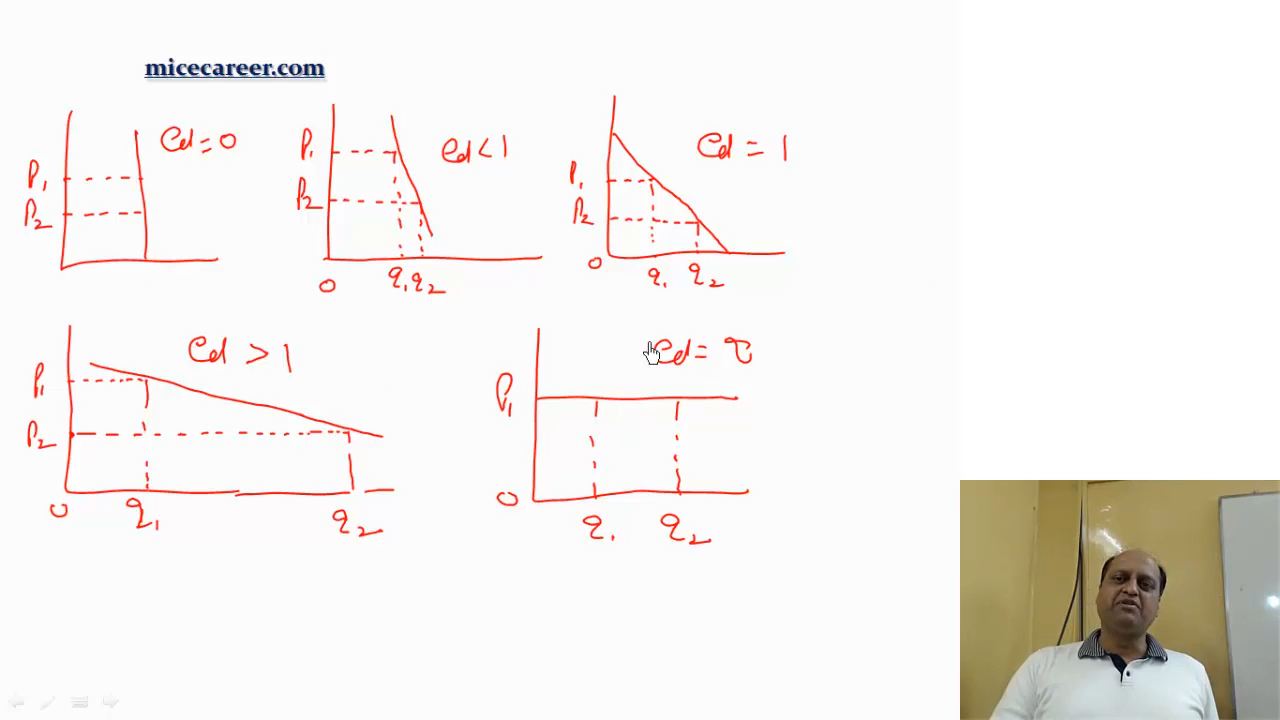 micecareer.com
P₁
P₂
ed = 0
P₁
P₂
0
q₁ q₂
ed < 1
P₁
P₂
0
q₁ q₂
ed = 1
P₁
P₂
0
q₁
q₂
ed > 1
P₁
0
q₁ q₂
ed =